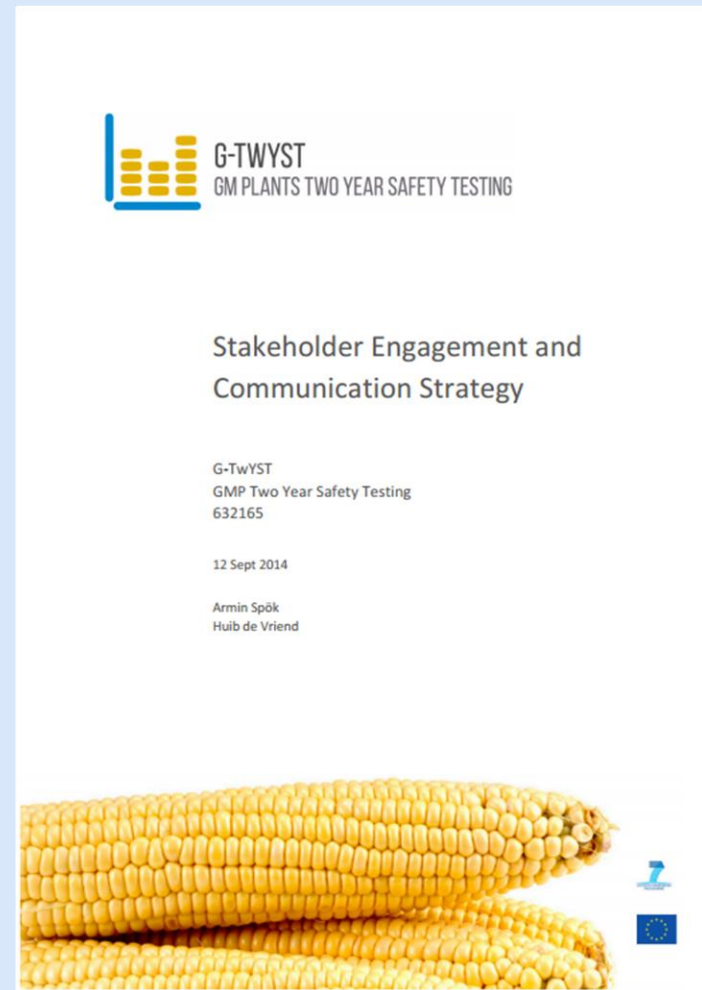 G-TWYST
GM PLANTS TWO YEAR SAFETY TESTING
Stakeholder Engagement and
Communication Strategy
G-TwYST
GMP Two Year Safety Testing
632165
12 Sept 2014
Armin Spök
Huib de Vriend
7